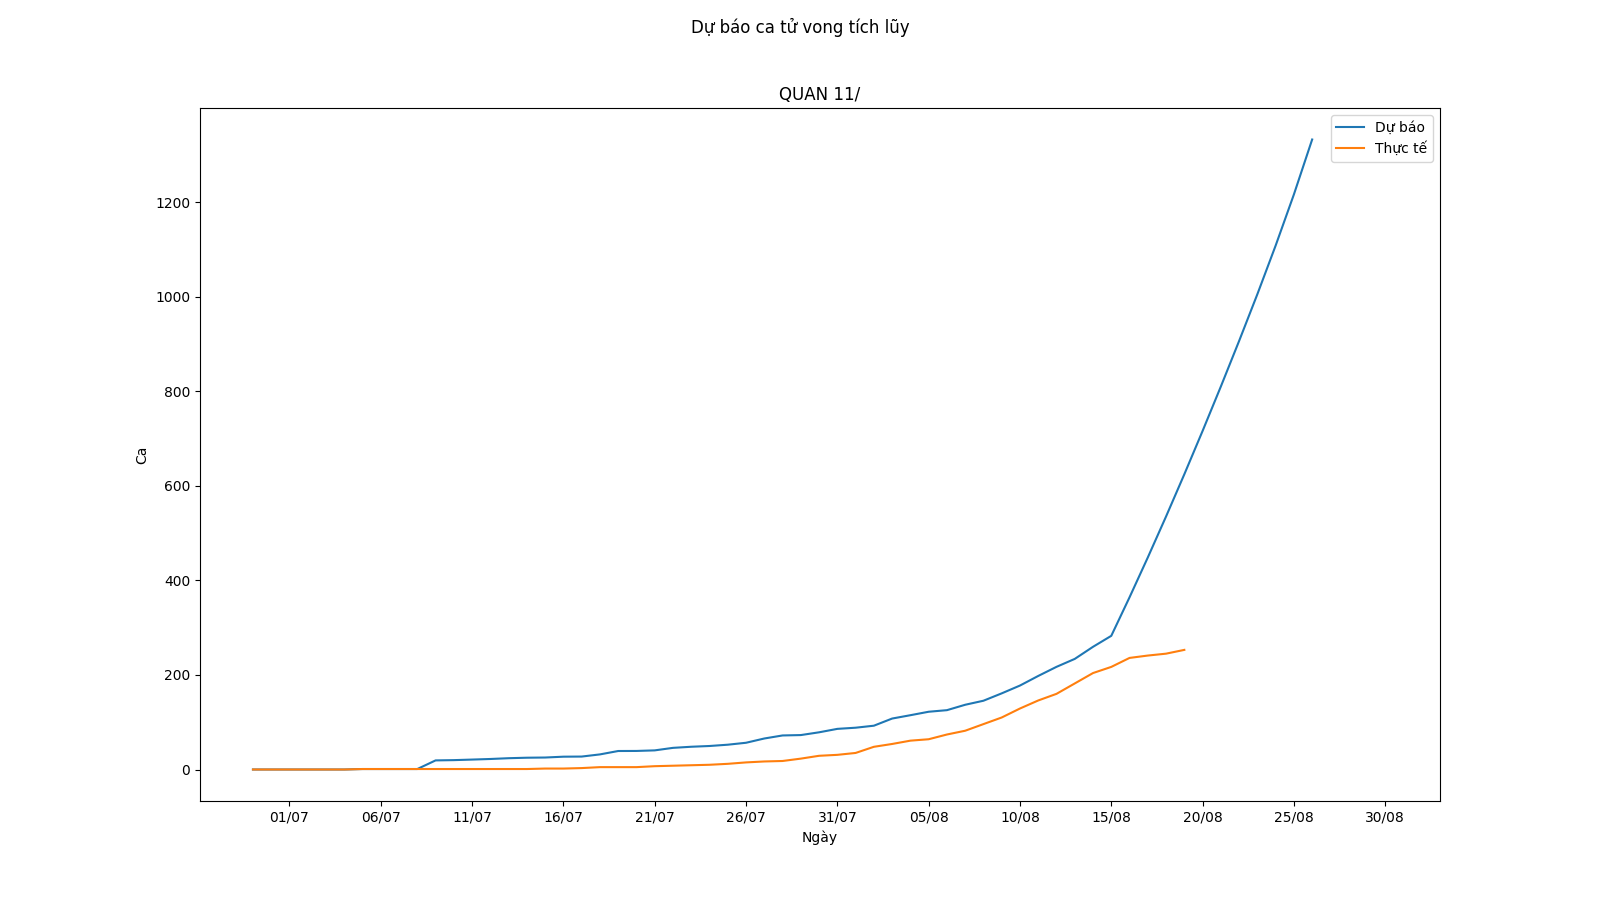 Dự báo ca tử vong tích lũy
QUAN 11/
Dự báo
Thực tế
Ca
1200
1000
800
600
400
200
0
01/07 06/07 11/07 16/07 21/07 26/07 31/07 05/08 10/08 15/08 20/08 25/08 30/08
Ngày